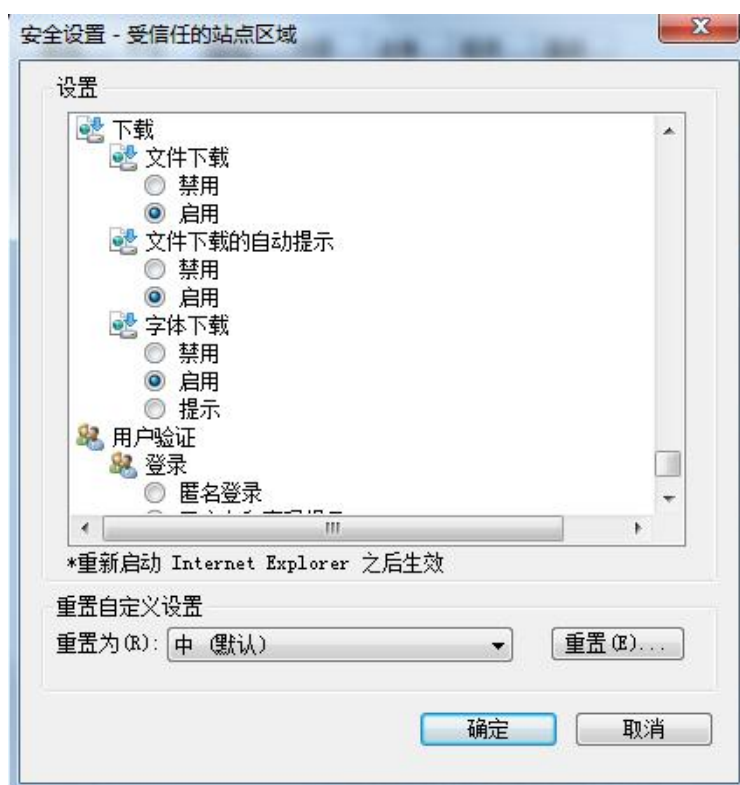 安全设置 - 受信任的站点区域
设置
下载
文件下载
禁用
启用
文件下载的自动提示
禁用
启用
字体下载
禁用
启用
提示
用户验证
登录
匿名登录
*重新启动 Internet Explorer 之后生效
重置自定义设置
重置为(R): 中 (默认)
重置(E)...
确定
取消